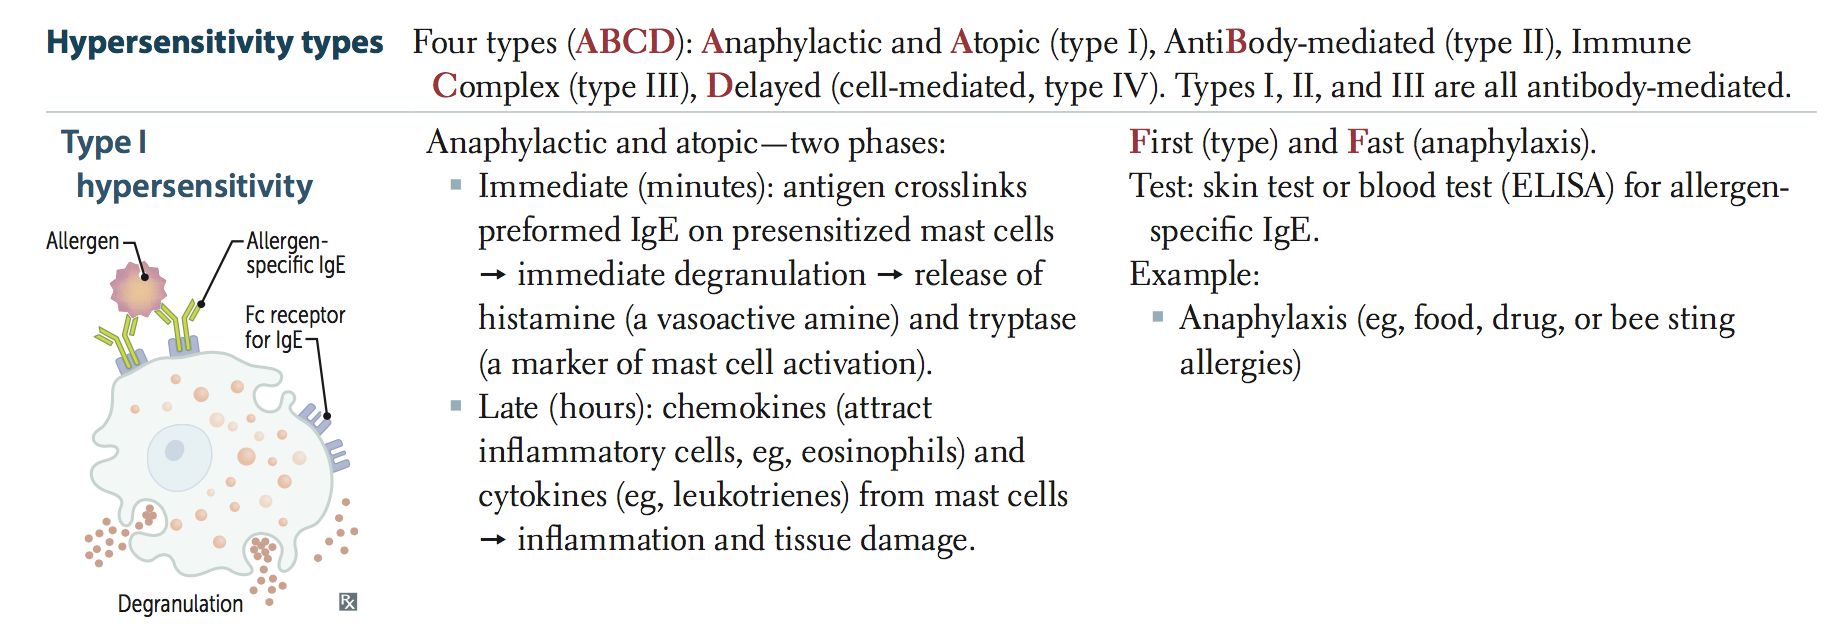 Hypersensitivity types
Four types (ABCD): Anaphylactic and Atopic (type I), AntiBody-mediated (type II), Immune
Complex (type III), Delayed (cell-mediated, type IV). Types I, II, and III are all antibody-mediated.
Type I
hypersensitivity
Allergen
Allergen-
specific IgE
Fc receptor
for IgE
Degranulation
Rx
Anaphylactic and atopic—two phases:
▪ Immediate (minutes): antigen crosslinks
preformed IgE on presensitized mast cells
→ immediate degranulation → release of
histamine (a vasoactive amine) and tryptase
(a marker of mast cell activation).
▪ Late (hours): chemokines (attract
inflammatory cells, eg, eosinophils) and
cytokines (eg, leukotrienes) from mast cells
→ inflammation and tissue damage.
First (type) and Fast (anaphylaxis).
Test: skin test or blood test (ELISA) for allergen-
specific IgE.
Example:
▪ Anaphylaxis (eg, food, drug, or bee sting
allergies)